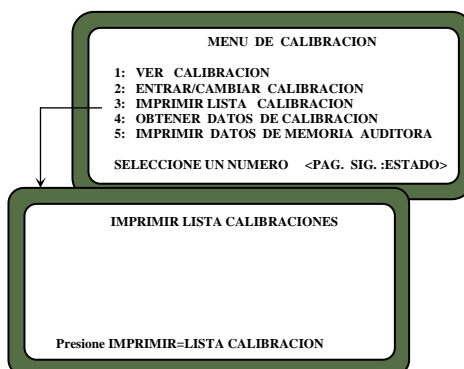 MENU DE CALIBRACION
1: VER CALIBRACION
2: ENTRAR/CAMBIAR CALIBRACION
3: IMPRIMIR LISTA CALIBRACION
4: OBTENER DATOS DE CALIBRACION
5: IMPRIMIR DATOS DE MEMORIA AUDITORA
SELECCIONE UN NUMERO <PAG. SIG. :ESTADO>
IMPRIMIR LISTA CALIBRACIONES
Presione IMPRIMIR=LISTA CALIBRACION